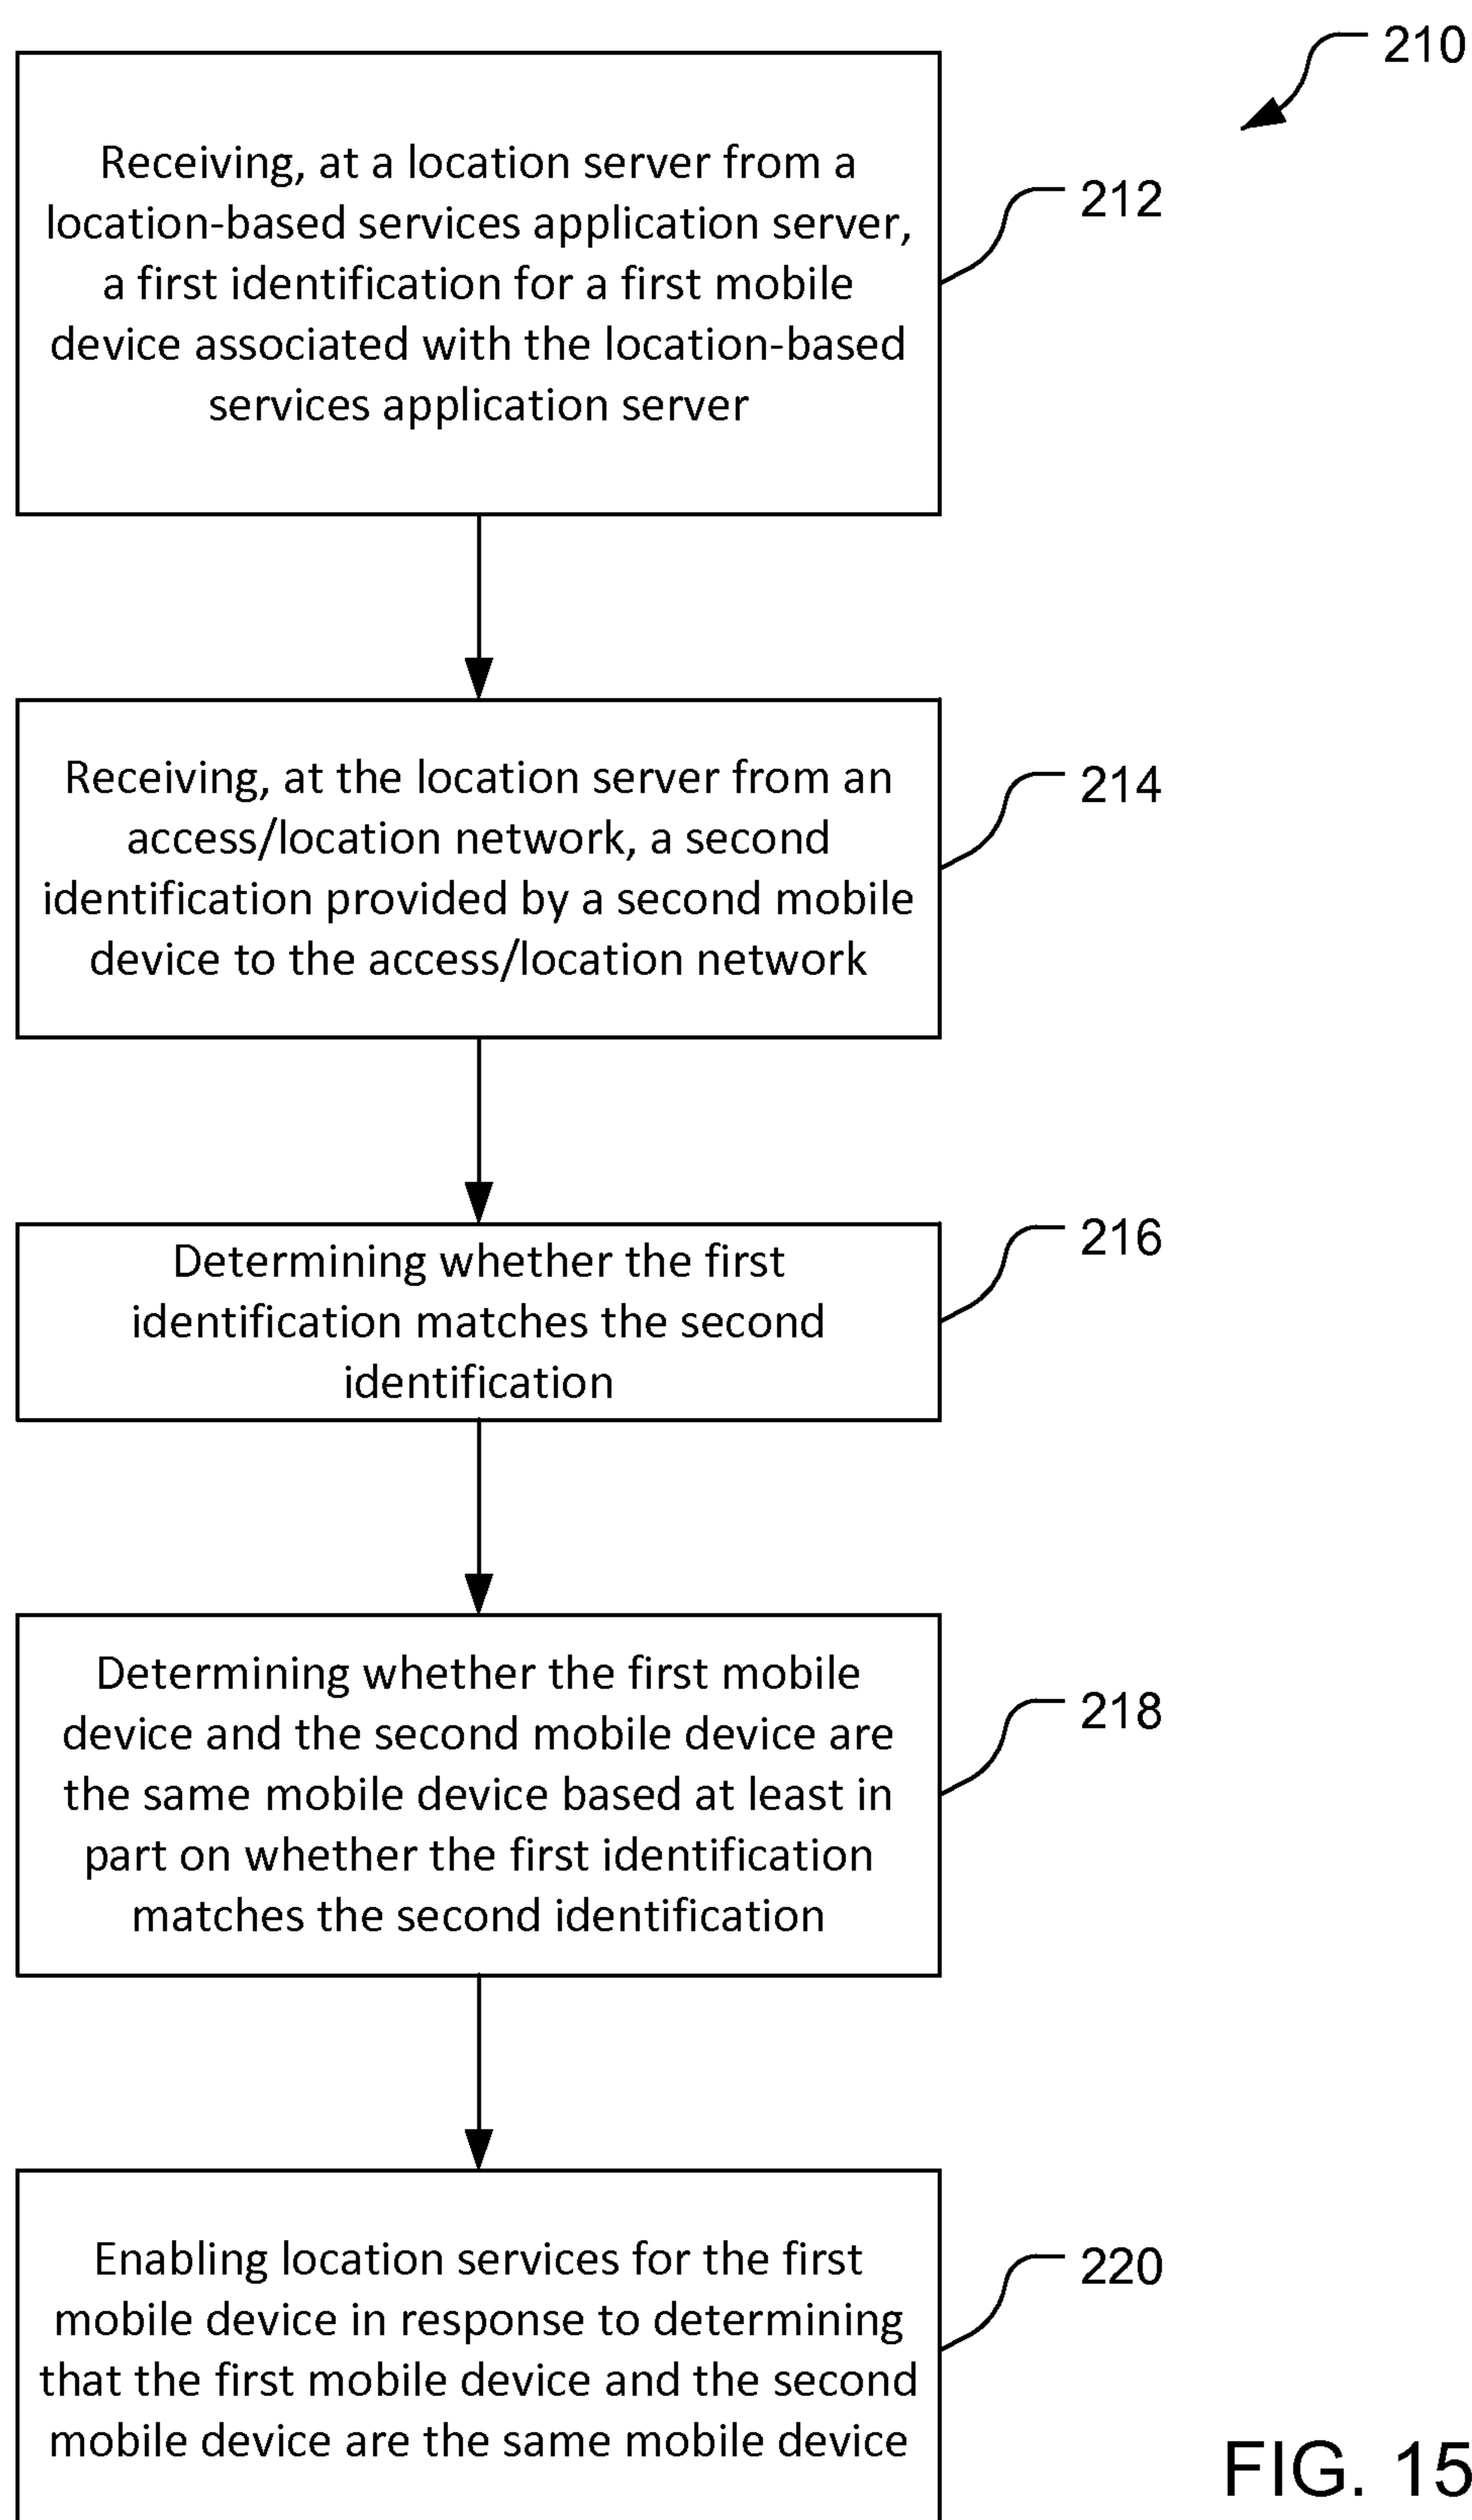 210
Receiving, at a location server from a
location-based services application server,
a first identification for a first mobile
device associated with the location-based
services application server
212
Receiving, at the location server from an
access/location network, a second
identification provided by a second mobile
device to the access/location network
214
Determining whether the first
identification matches the second
identification
216
Determining whether the first mobile
device and the second mobile device are
the same mobile device based at least in
part on whether the first identification
matches the second identification
218
Enabling location services for the first
mobile device in response to determining
that the first mobile device and the second
mobile device are the same mobile device
220
FIG. 15